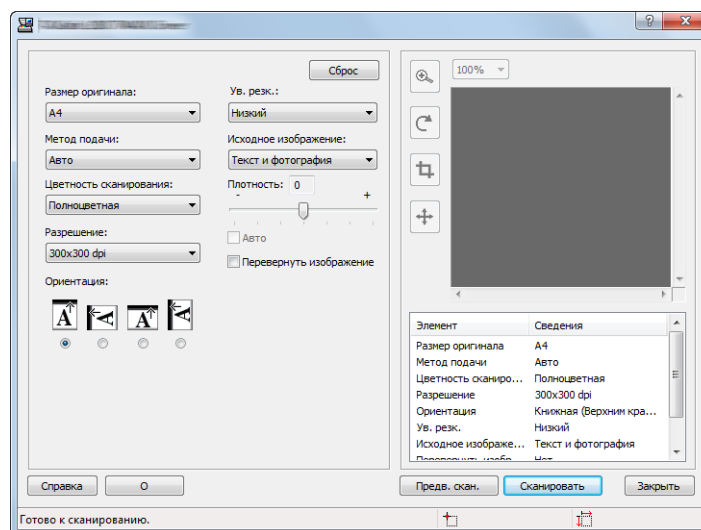 Сброс
Размер оригинала:
A4
Метод подачи:
Авто
Цветность сканирования:
Полноцветная
Разрешение:
300x300 dpi
Ориентация:
A A A A
Ув. резк.:
Низкий
Исходное изображение:
Текст и фотография
Плотность: 0
- +
Авто
Перевернуть изображение
100%
Элемент Сведения
Размер оригинала A4
Метод подачи Авто
Цветность сканиро... Полноцветная
Разрешение 300x300 dpi
Ориентация Книжная (Верхним кра...
Ув. резк. Низкий
Исходное изображе... Текст и фотография
Перевернуть изобр... Нет
Справка О Предв. скан. Сканировать Закрыть
Готово к сканированию.